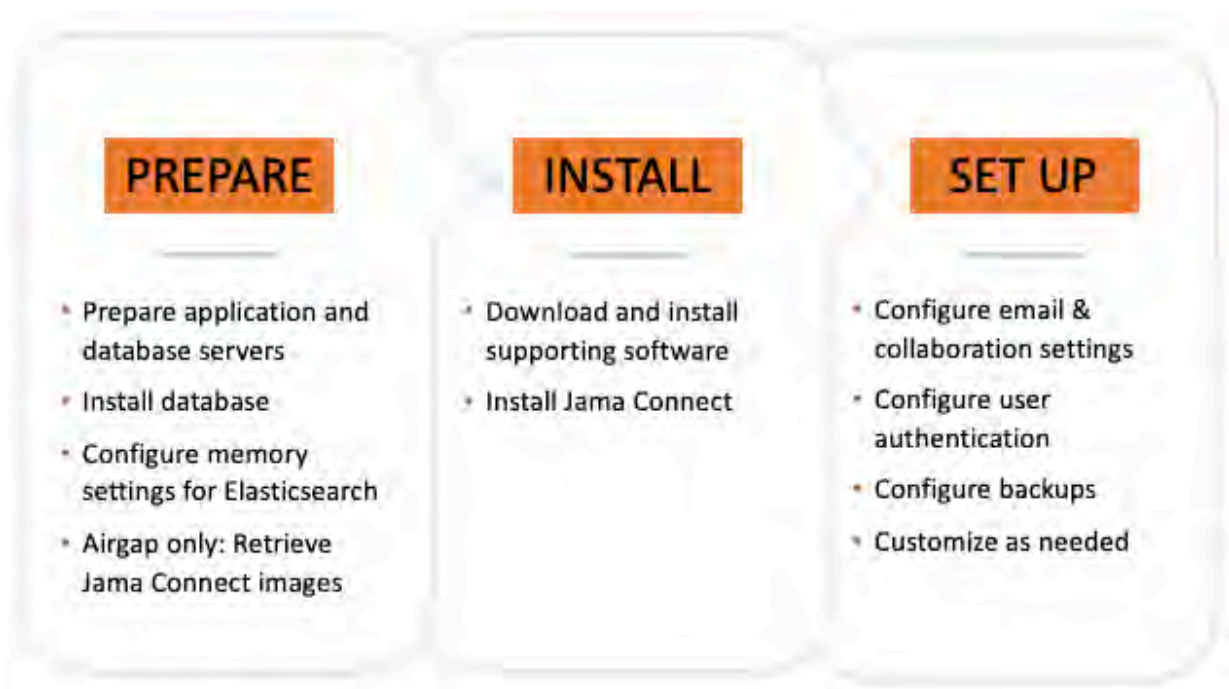 PREPARE
• Prepare application and
database servers
• Install database
• Configure memory
settings for Elasticsearch
• Airgap only: Retrieve
Jama Connect images
INSTALL
• Download and install
supporting software
• Install Jama Connect
SET UP
• Configure email &
collaboration settings
• Configure user
authentication
• Configure backups
• Customize as needed